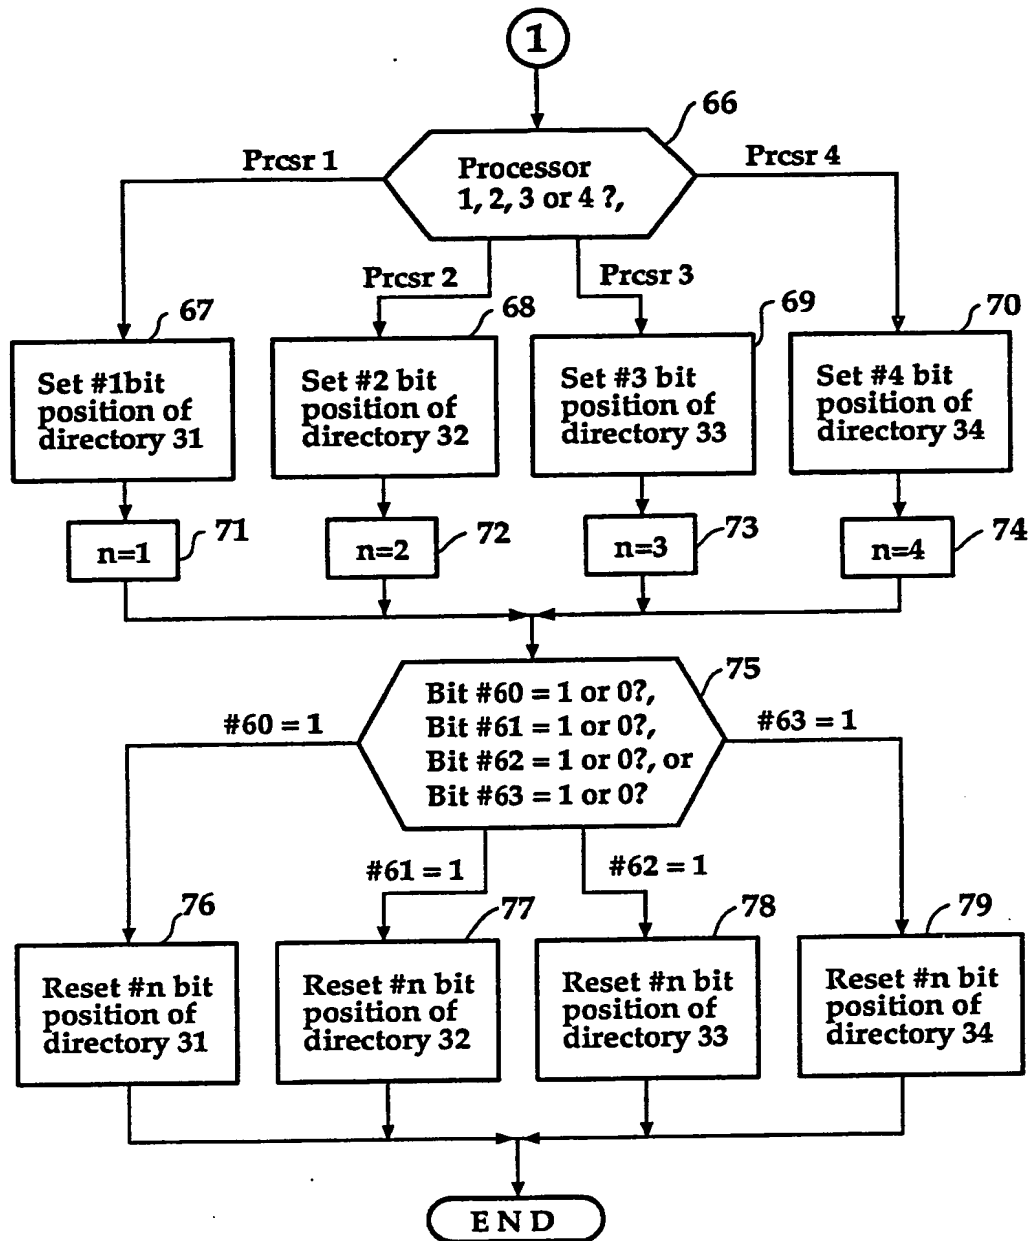 1
66
Prcsr 1
Processor
1, 2, 3 or 4 ?,
Prcsr 4
Prcsr 2
Prcsr 3
67
68
69
70
Set #1bit
position of
directory 31
Set #2 bit
position of
directory 32
Set #3 bit
position of
directory 33
Set #4 bit
position of
directory 34
n=1
71
n=2
72
n=3
73
n=4
74
75
#60 = 1
Bit #60 = 1 or 0?,
Bit #61 = 1 or 0?,
Bit #62 = 1 or 0?, or
Bit #63 = 1 or 0?
#63 = 1
#61 = 1
#62 = 1
76
77
78
79
Reset #n bit
position of
directory 31
Reset #n bit
position of
directory 32
Reset #n bit
position of
directory 33
Reset #n bit
position of
directory 34
END